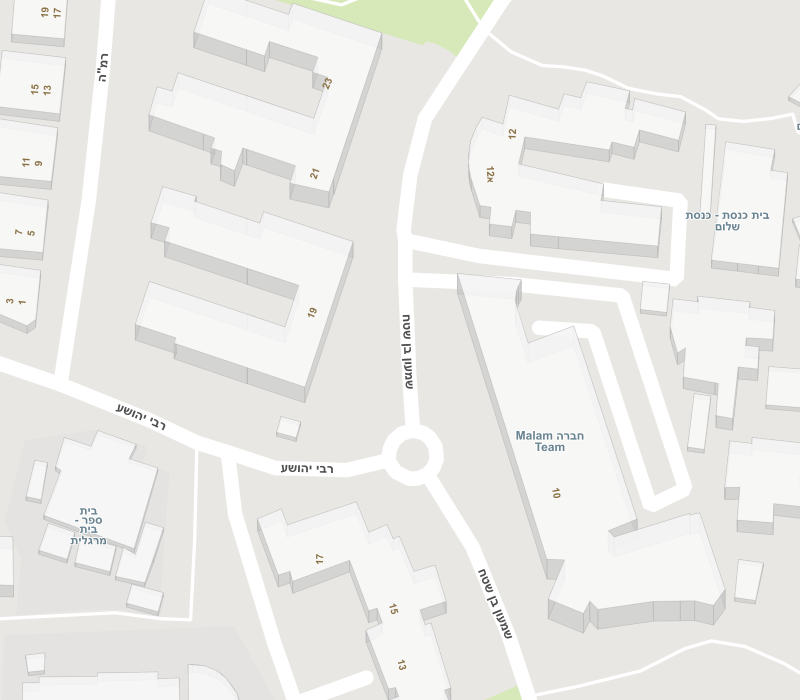 19
17
רמ״ה
15
13
23
11
9
21
12
12א
7
5
בית כנסת - כנסת
שלום
3
1
19
שמעון בן שטח
רבי יהושע
רבי יהושע
חברה Malam
Team
10
בית
ספר -
בית
מרגלית
17
שמעון בן שטח
15
13